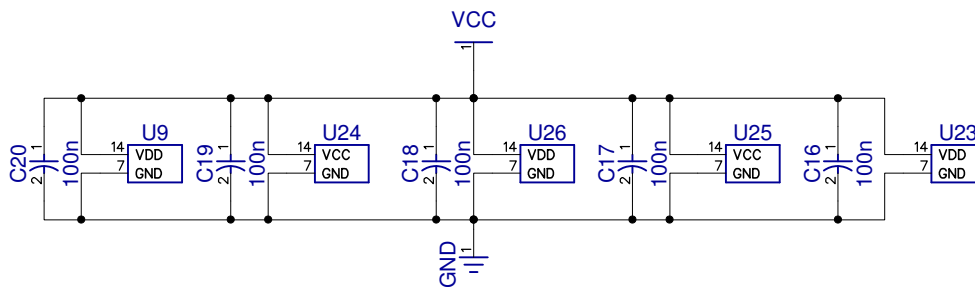 VCC
1
C20
1
2
100n
14
7
U9
VDD
GND
C19
1
2
100n
14
7
U24
VCC
GND
C18
1
2
100n
14
7
U26
VDD
GND
C17
1
2
100n
14
7
U25
VCC
GND
C16
1
2
100n
14
7
U23
VDD
GND
GND
1